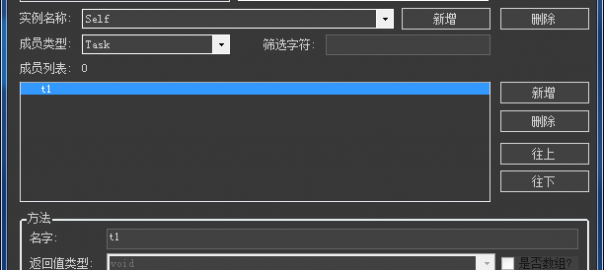 实例名称: Self 新增 删除
成员类型: Task 筛选字符:
成员列表: 0
t1 新增
删除
往上
往下
方法
名字: t1
返回值类型: void 是否数组?